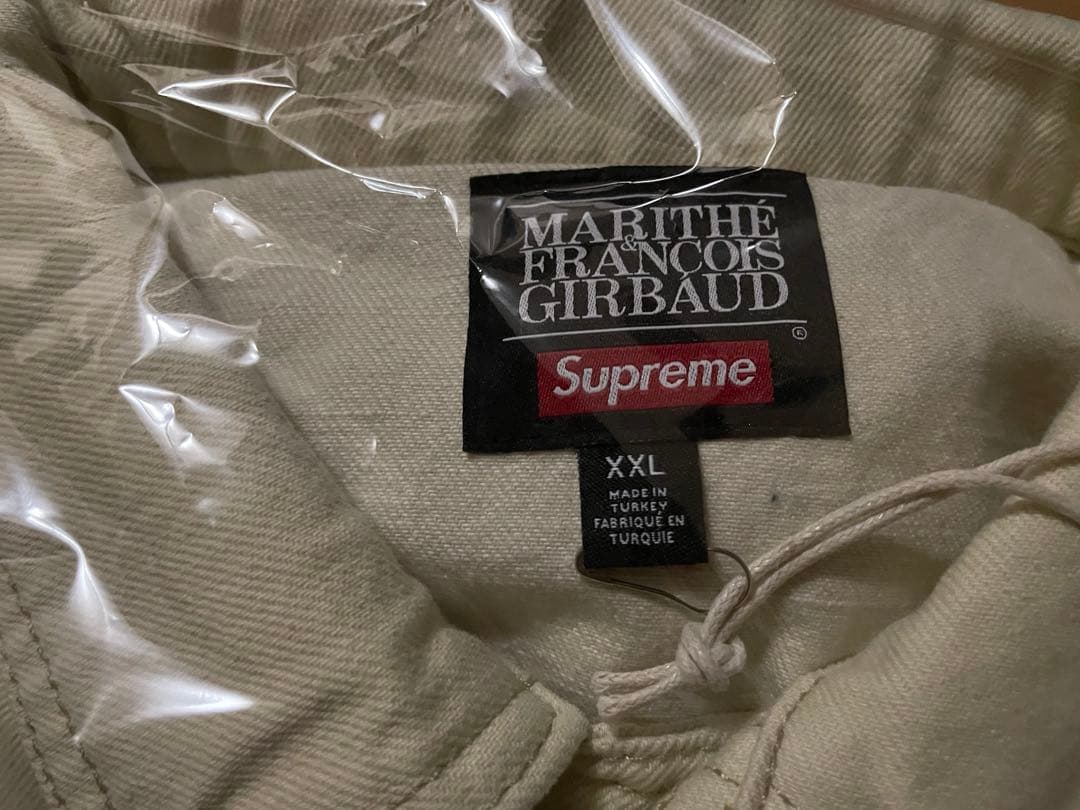 MARITHÉ
&
FRANÇOIS
GIRBAUD
®
Supreme
XXL
MADE IN
TURKEY
FABRIQUÉ EN
TURQUIE